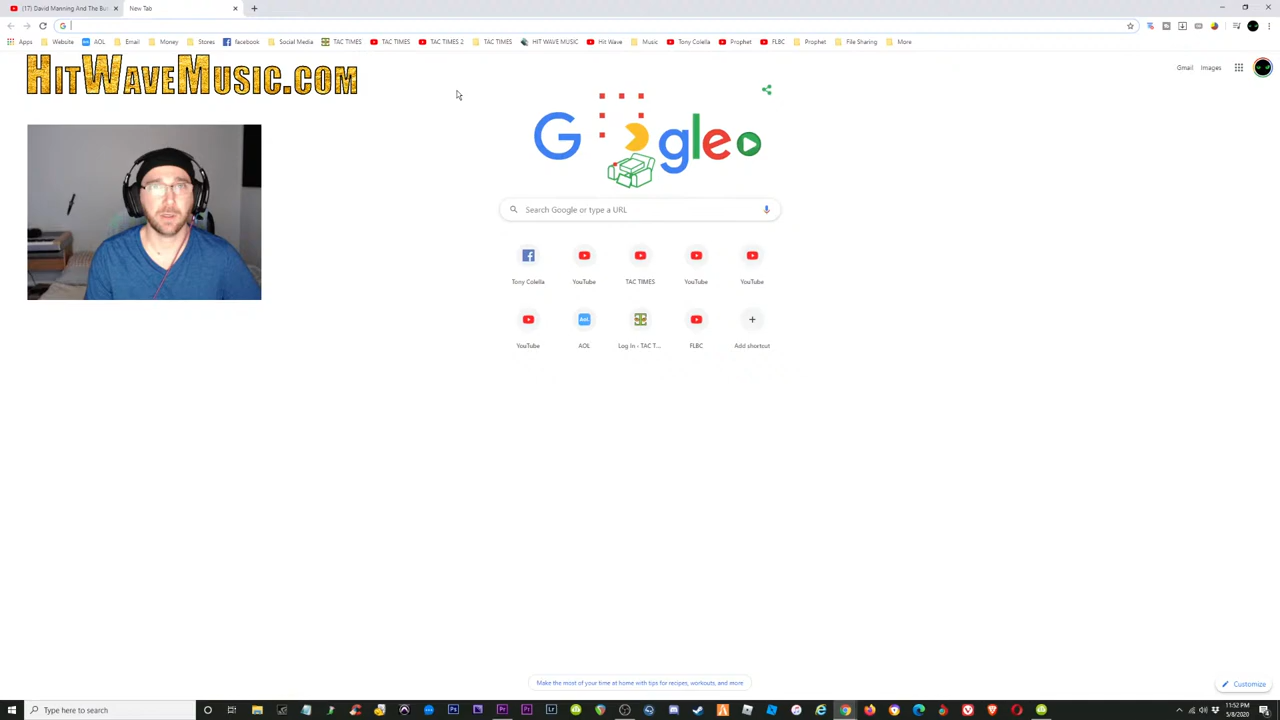 (17) David Manning And The Bu
New Tab
Apps
Website
AOL
Email
Money
Stores
facebook
Social Media
TAC TIMES
TAC TIMES
TAC TIMES 2
TAC TIMES
HIT WAVE MUSIC
Hit Wave
Music
Tony Colella
Prophet
FLBC
Prophet
File Sharing
More
HitWaveMusic.com
Gmail
Images
Google
Search Google or type a URL
Tony Colella
YouTube
TAC TIMES
YouTube
YouTube
YouTube
AOL
Log In - TAC T...
FLBC
Add shortcut
Make the most of your time at home with tips for recipes, workouts, and more
Customize
Type here to search
11:52 PM
5/8/2020